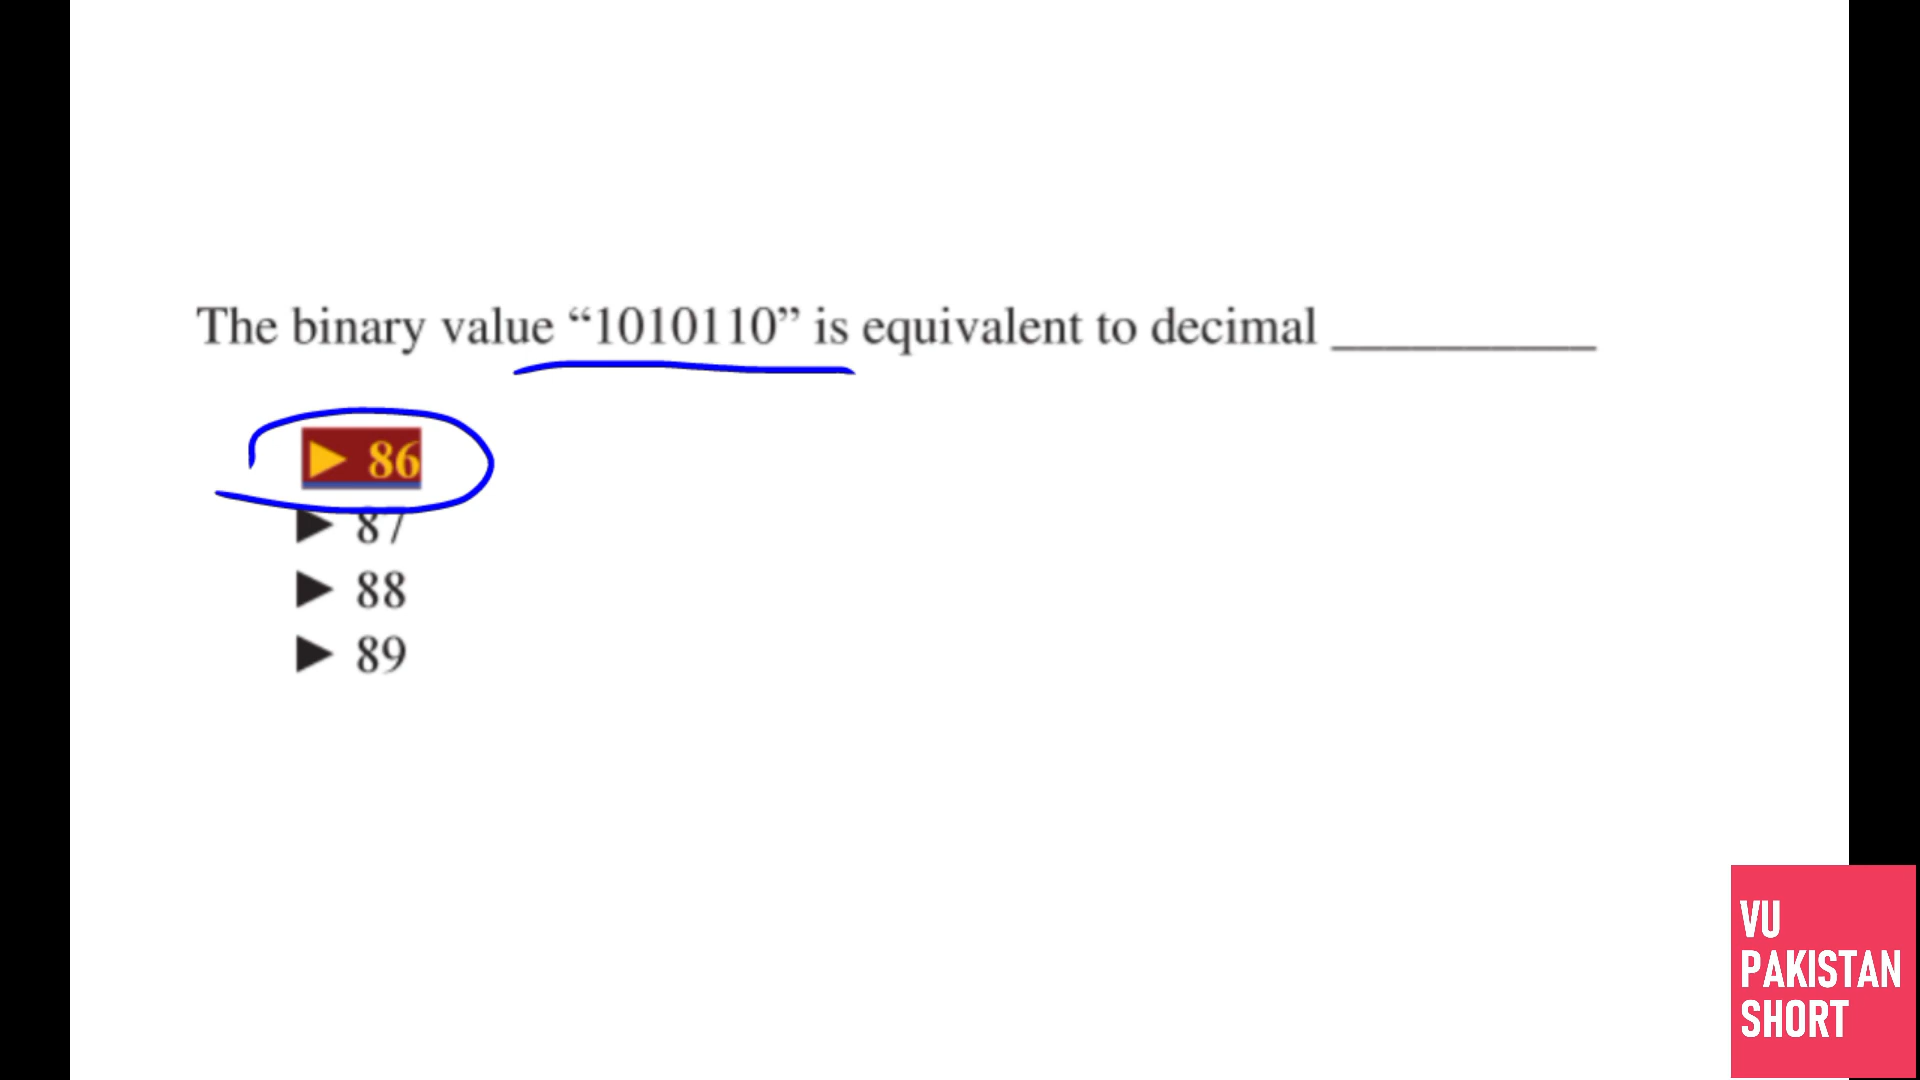 The binary value “1010110” is equivalent to decimal __________
► 86
► 87
► 88
► 89
VU
PAKISTAN
SHORT